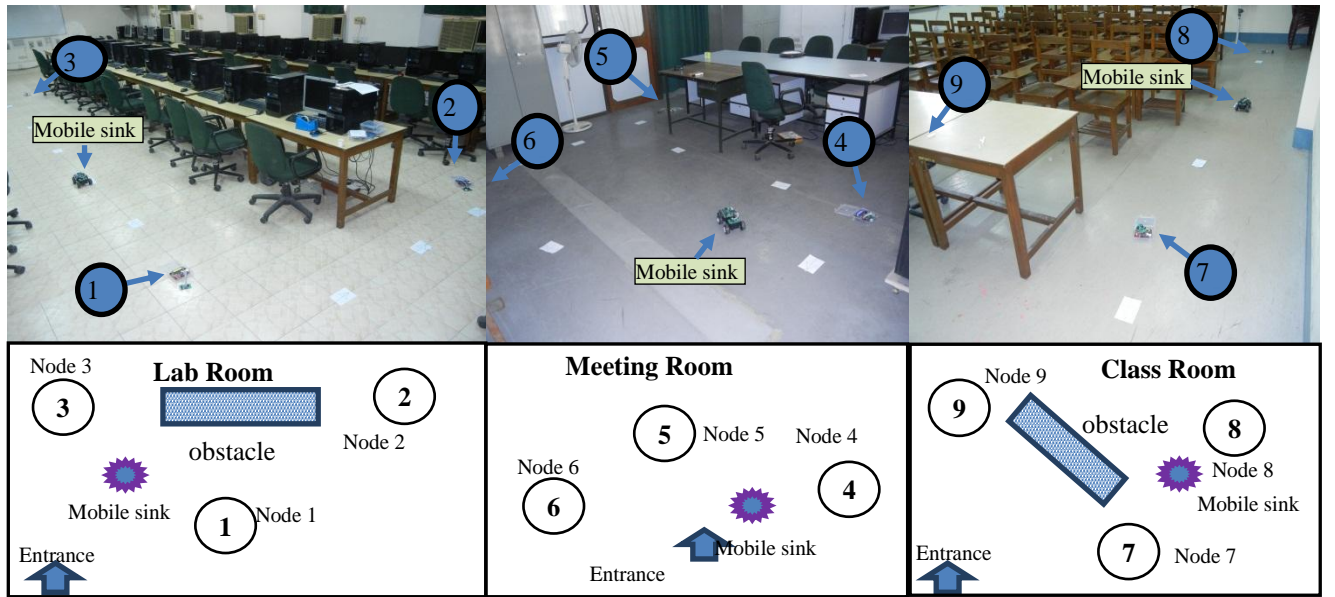 3
2
Mobile sink
1
5
6
4
Mobile sink
8
Mobile sink
9
7
Node 3
Lab Room
3
2
obstacle
Node 2
Mobile sink
1
Node 1
Entrance
Meeting Room
5
Node 5
Node 4
Node 6
6
4
Mobile sink
Entrance
Node 9
Class Room
9
obstacle
8
Node 8
Mobile sink
7
Node 7
Entrance